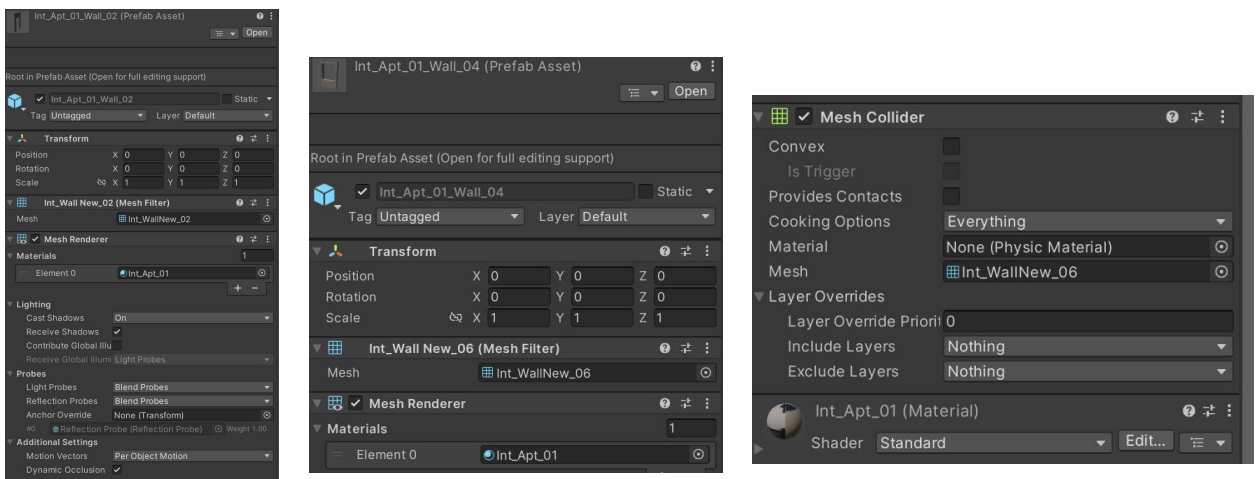 Int_Apt_01_Wall_02 (Prefab Asset)
Open
Root in Prefab Asset (Open for full editing support)
Int_Apt_01_Wall_02 Static
Tag Untagged Layer Default
Transform
Position X 0 Y 0 Z 0
Rotation X 0 Y 0 Z 0
Scale X 1 Y 1 Z 1
Int_Wall New_02 (Mesh Filter)
Mesh Int_WallNew_02
Mesh Renderer
Materials 1
Element 0 Int_Apt_01
+ −
Lighting
Cast Shadows On
Receive Shadows
Contribute Global Illu
Receive Global Illumi Light Probes
Probes
Light Probes Blend Probes
Reflection Probes Blend Probes
Anchor Override None (Transform)
#0 Reflection Probe (Reflection Probe) Weight 1.00
Additional Settings
Motion Vectors Per Object Motion
Dynamic Occlusion
Int_Apt_01_Wall_04 (Prefab Asset)
Open
Root in Prefab Asset (Open for full editing support)
Int_Apt_01_Wall_04 Static
Tag Untagged Layer Default
Transform
Position X 0 Y 0 Z 0
Rotation X 0 Y 0 Z 0
Scale X 1 Y 1 Z 1
Int_Wall New_06 (Mesh Filter)
Mesh Int_WallNew_06
Mesh Renderer
Materials 1
Element 0 Int_Apt_01
Mesh Collider
Convex
Is Trigger
Provides Contacts
Cooking Options Everything
Material None (Physic Material)
Mesh Int_WallNew_06
Layer Overrides
Layer Override Priorit 0
Include Layers Nothing
Exclude Layers Nothing
Int_Apt_01 (Material)
Shader Standard Edit...